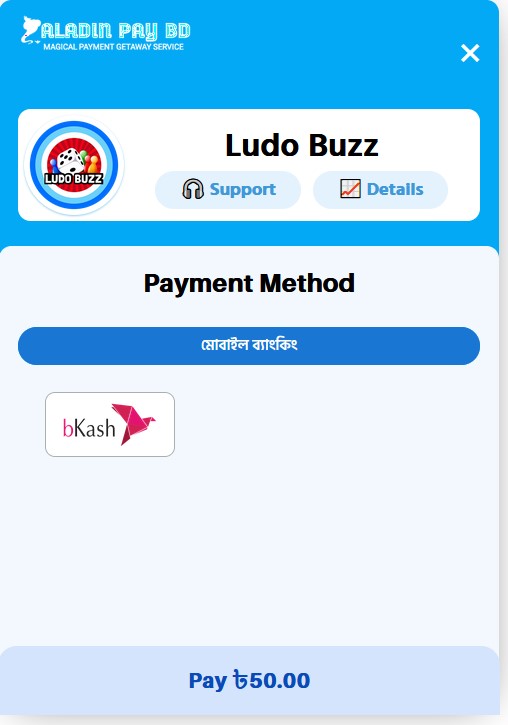 ALADIN PAY BD
MAGICAL PAYMENT GETAWAY SERVICE
Ludo Buzz
LUDO BUZZ
Support
Details
Payment Method
মোবাইল ব্যাংকিং
bKash
Pay ৳50.00